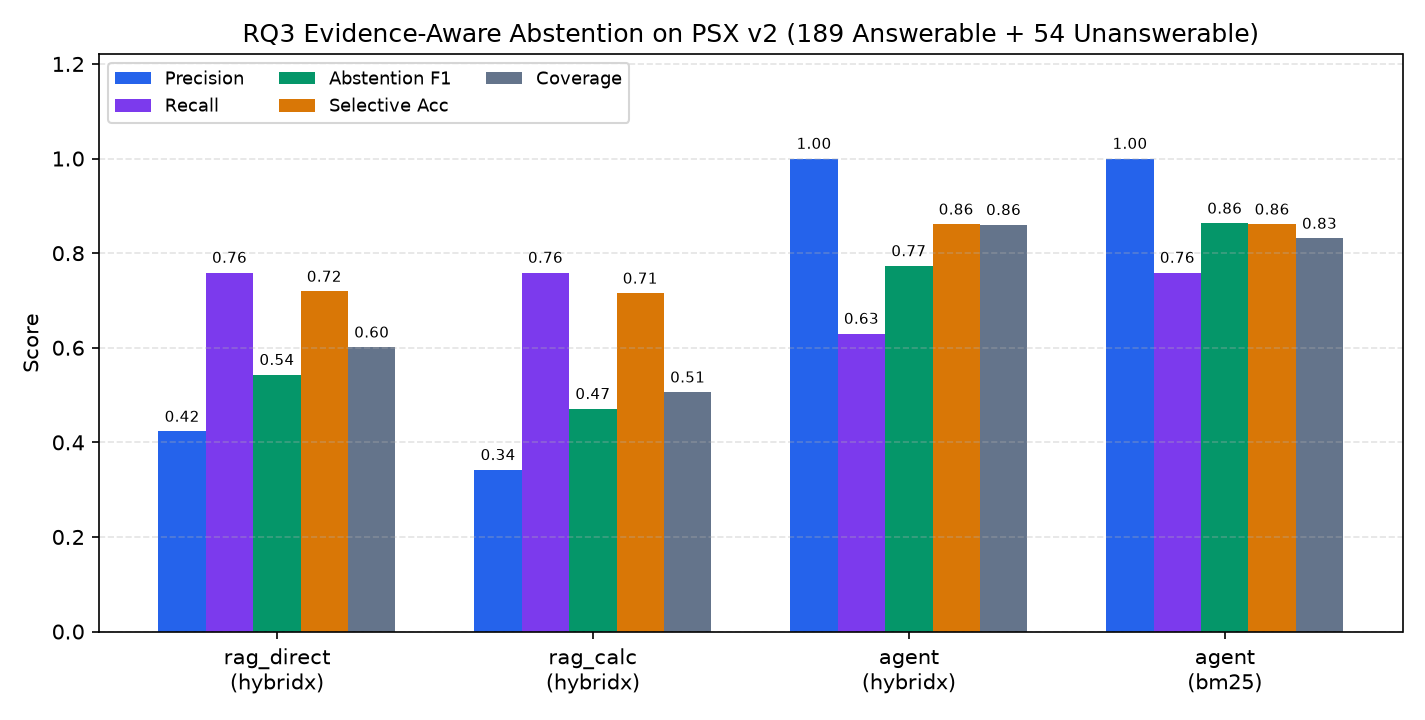 RQ3 Evidence-Aware Abstention on PSX v2 (189 Answerable + 54 Unanswerable)
Precision
Recall
Abstention F1
Selective Acc
Coverage
Score
1.2
1.0
0.8
0.6
0.4
0.2
0.0
0.42
0.76
0.54
0.72
0.60
0.34
0.76
0.47
0.71
0.51
1.00
0.63
0.77
0.86
0.86
1.00
0.76
0.86
0.86
0.83
rag_direct
(hybridx)
rag_calc
(hybridx)
agent
(hybridx)
agent
(bm25)